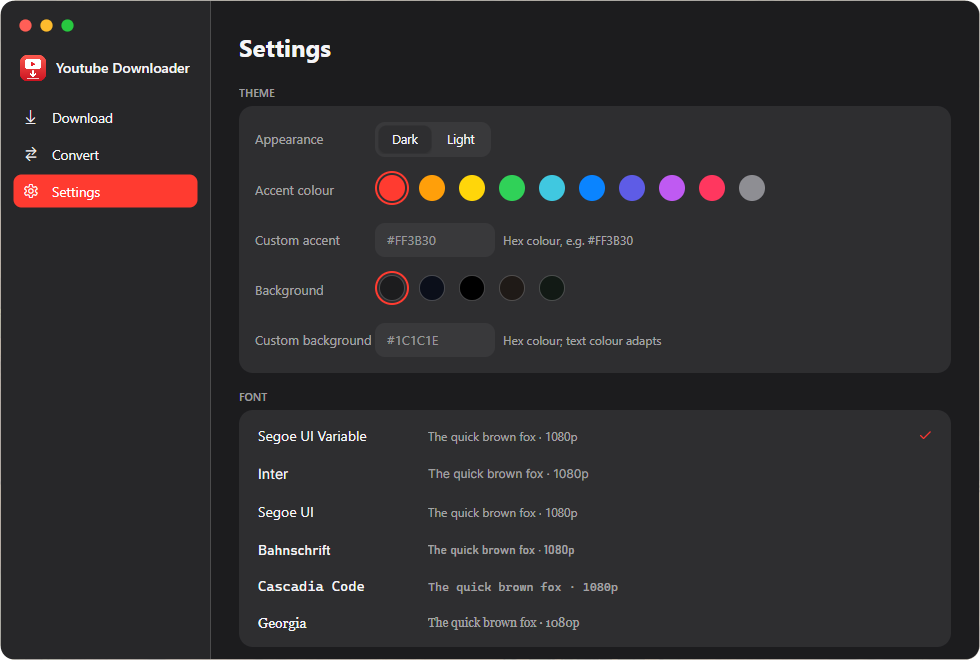 Youtube Downloader
Download
Convert
Settings
Settings
THEME
Appearance Dark Light
Accent colour
Custom accent #FF3B30 Hex colour, e.g. #FF3B30
Background
Custom background #1C1C1E Hex colour; text colour adapts
FONT
Segoe UI Variable The quick brown fox · 1080p
Inter The quick brown fox · 1080p
Segoe UI The quick brown fox · 1080p
Bahnschrift The quick brown fox · 1080p
Cascadia Code The quick brown fox · 1080p
Georgia The quick brown fox · 1080p